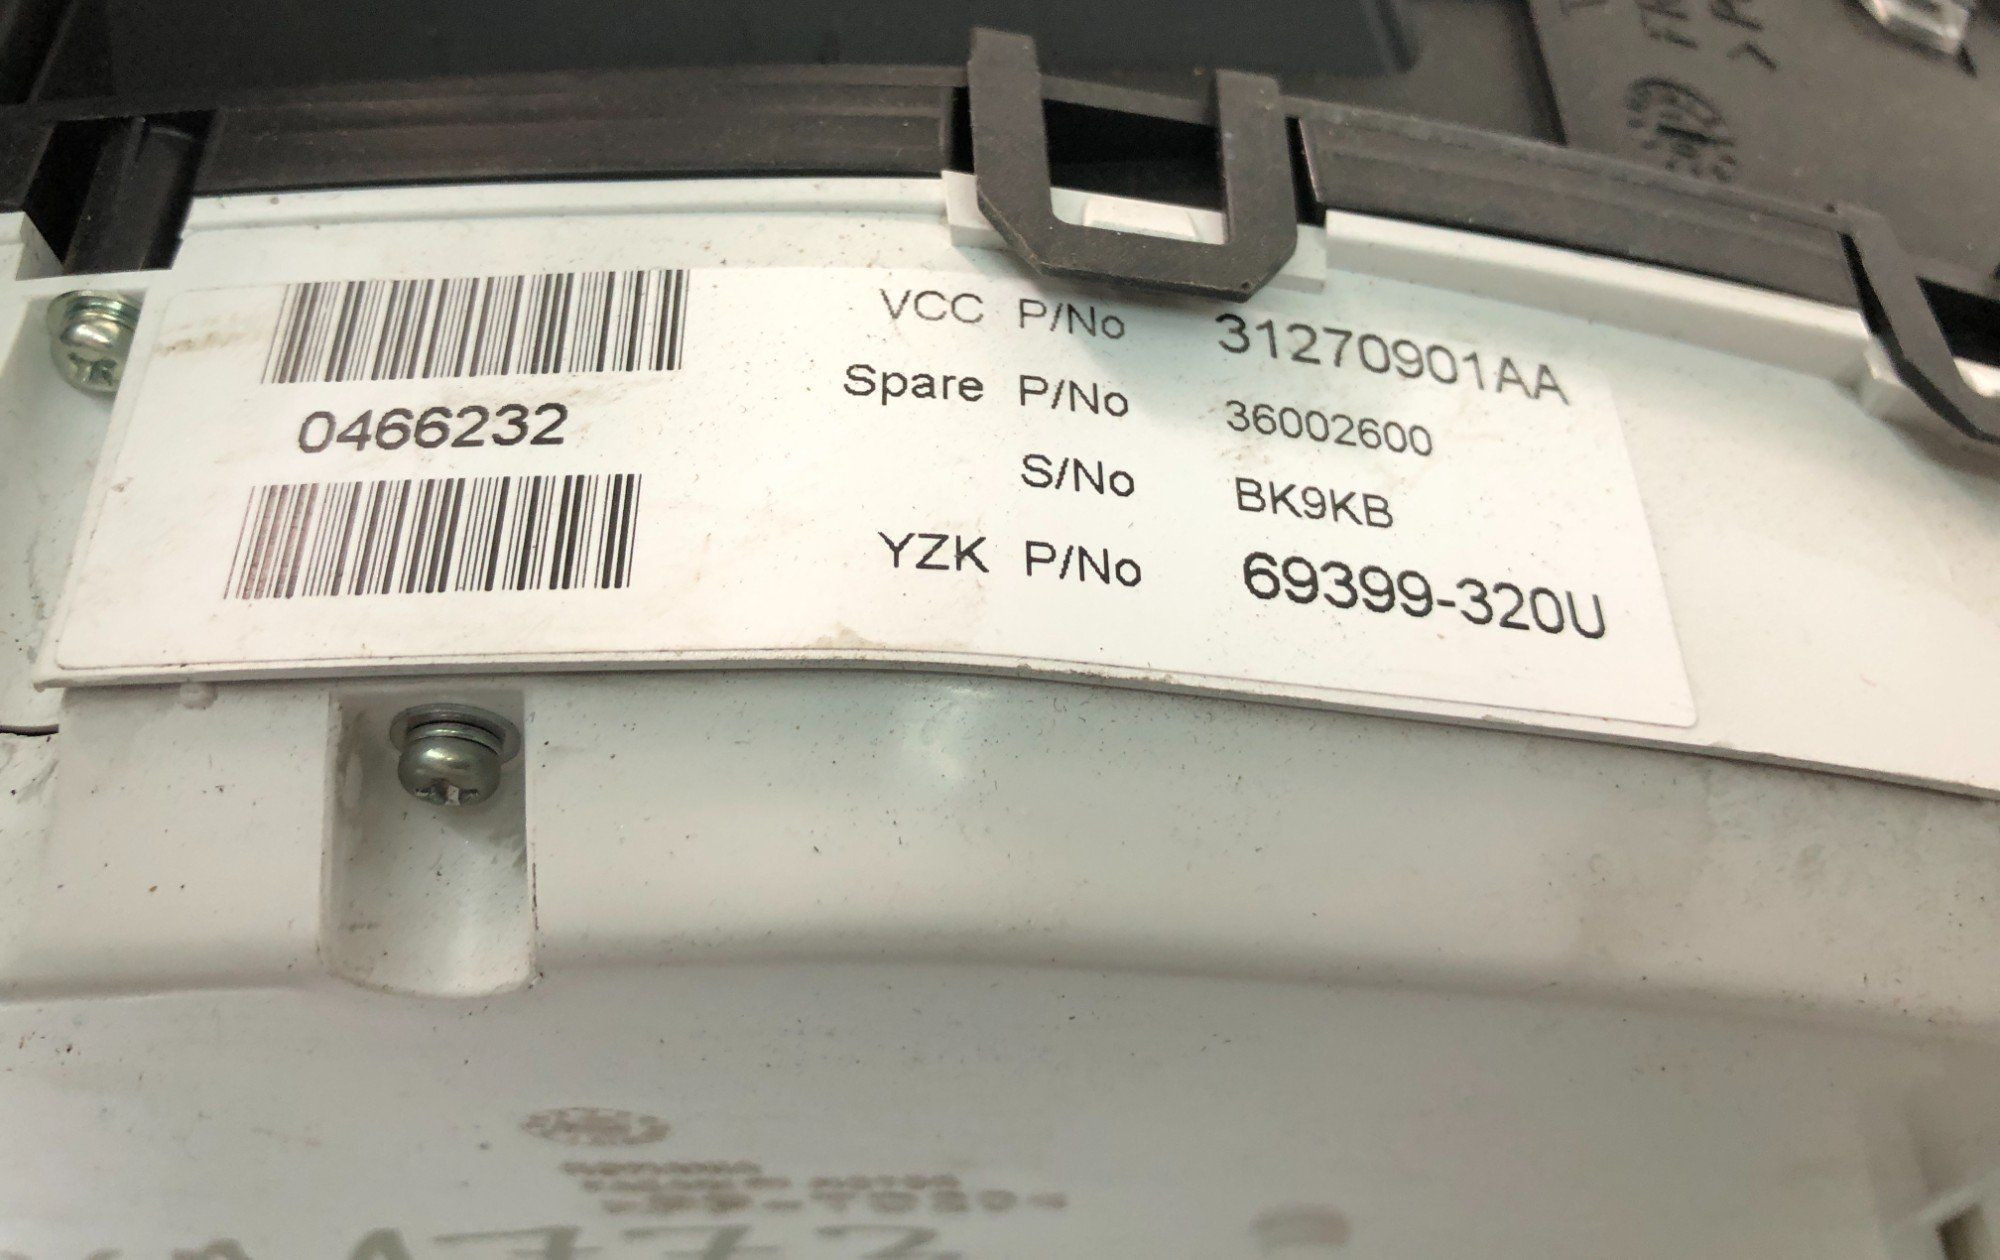 VCC P/No 31270901AA
0466232
Spare P/No 36002600
S/No BK9KB
YZK P/No 69399-320U